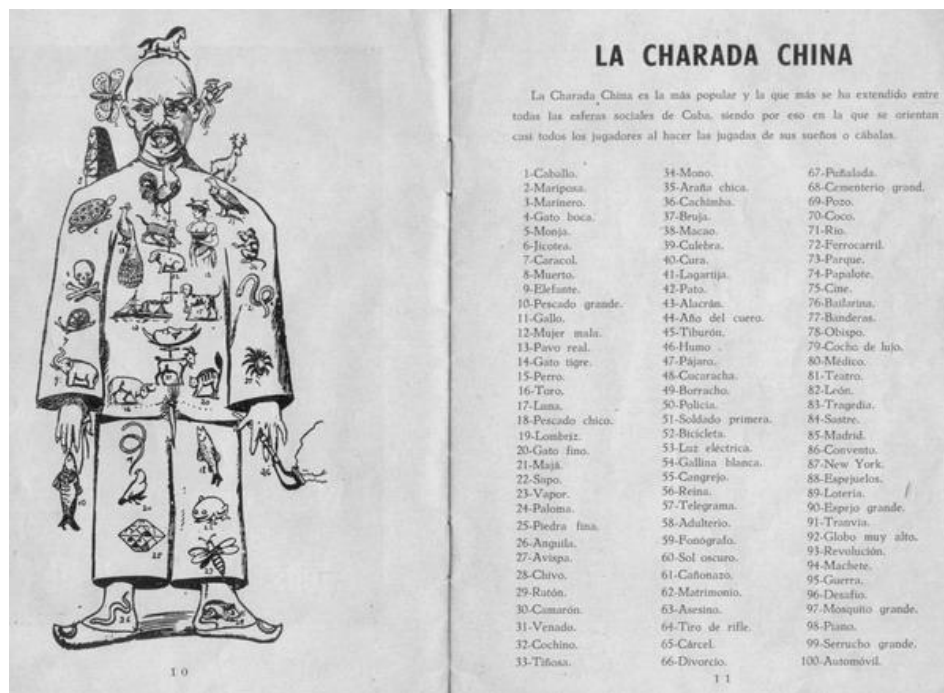 10
LA CHARADA CHINA
La Charada China es la más popular y la que más se ha extendido entre
todas las esferas sociales de Cuba, siendo por eso en la que se orientan
casi todos los jugadores al hacer las jugadas de sus sueños o cábalas.
1-Caballo.
2-Mariposa.
3-Marinero.
4-Gato boca.
5-Monja.
6-Jicotea.
7-Caracol.
8-Muerto.
9-Elefante.
10-Pescado grande.
11-Gallo.
12-Mujer mala.
13-Pavo real.
14-Gato tigre.
15-Perro.
16-Toro.
17-Luna.
18-Pescado chico.
19-Lombriz.
20-Gato fino.
21-Majá.
22-Sapo.
23-Vapor.
24-Paloma.
25-Piedra fina.
26-Anguila.
27-Avispa.
28-Chivo.
29-Ratón.
30-Camarón.
31-Venado.
32-Cochino.
33-Tiñosa.
34-Mono.
35-Araña chica.
36-Cachimba.
37-Bruja.
38-Macao.
39-Culebra.
40-Cura.
41-Lagartija.
42-Pato.
43-Alacrán.
44-Año del cuero.
45-Tiburón.
46-Humo .
47-Pájaro.
48-Cucaracha.
49-Borracho.
50-Policía.
51-Soldado primera.
52-Bicicleta.
53-Luz eléctrica.
54-Gallina blanca.
55-Cangrejo.
56-Reina.
57-Telegrama.
58-Adulterio.
59-Fonógrafo.
60-Sol oscuro.
61-Cañonazo.
62-Matrimonio.
63-Asesino.
64-Tiro de rifle.
65-Cárcel.
66-Divorcio.
67-Puñalada.
68-Cementerio grand.
69-Pozo.
70-Coco.
71-Río.
72-Ferrocarril.
73-Parque.
74-Papalote.
75-Cine.
76-Bailarina.
77-Banderas.
78-Obispo.
79-Cocho de lujo.
80-Médico.
81-Teatro.
82-León.
83-Tragedia.
84-Sastre.
85-Madrid.
86-Convento.
87-New York.
88-Espejuelos.
89-Lotería.
90-Espejo grande.
91-Tranvía.
92-Globo muy alto.
93-Revolución.
94-Machete.
95-Guerra.
96-Desafío.
97-Mosquito grande.
98-Piano.
99-Serrucho grande.
100-Automóvil.
11